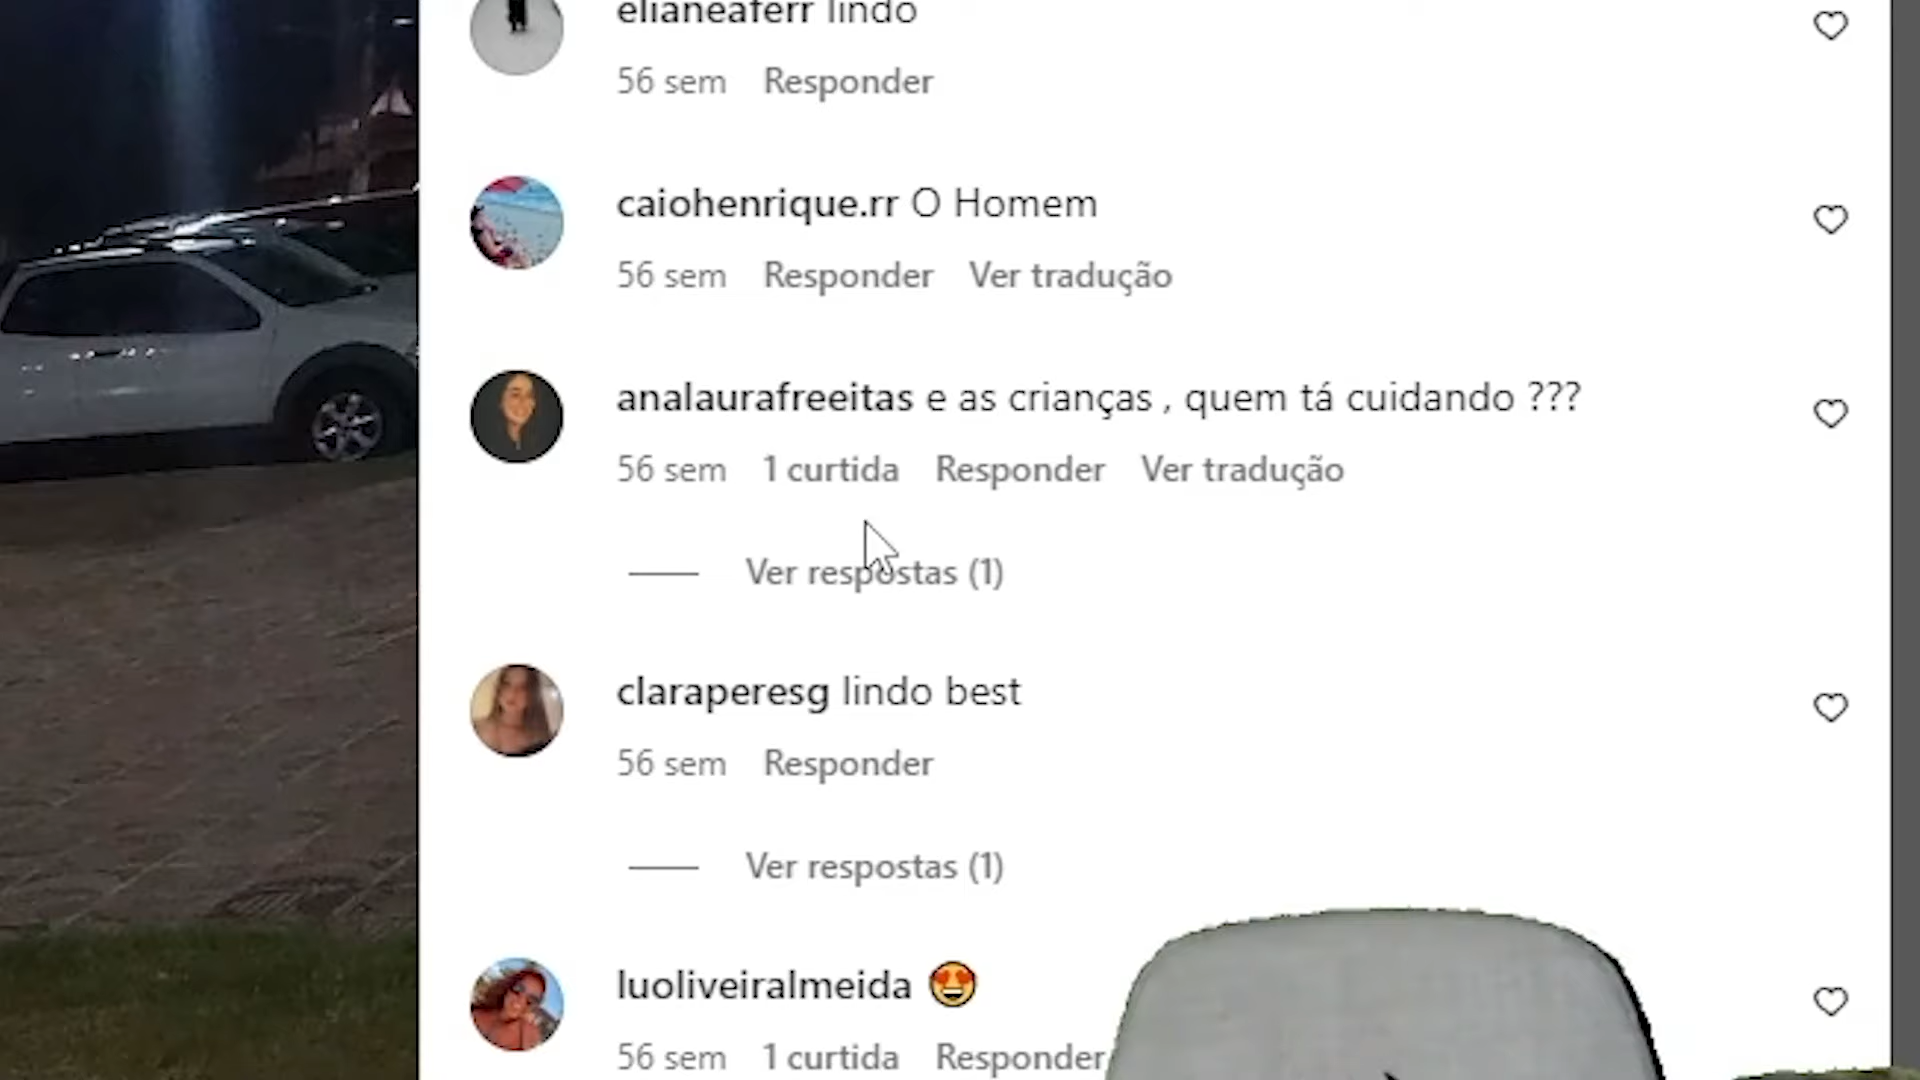 elianeaferr lindo
56 sem Responder
caiohenrique.rr O Homem
56 sem Responder Ver tradução
analaurafreeitas e as crianças , quem tá cuidando ???
56 sem 1 curtida Responder Ver tradução
Ver respostas (1)
claraperesg lindo best
56 sem Responder
Ver respostas (1)
luoliveiralmeida 😍
56 sem 1 curtida Responder